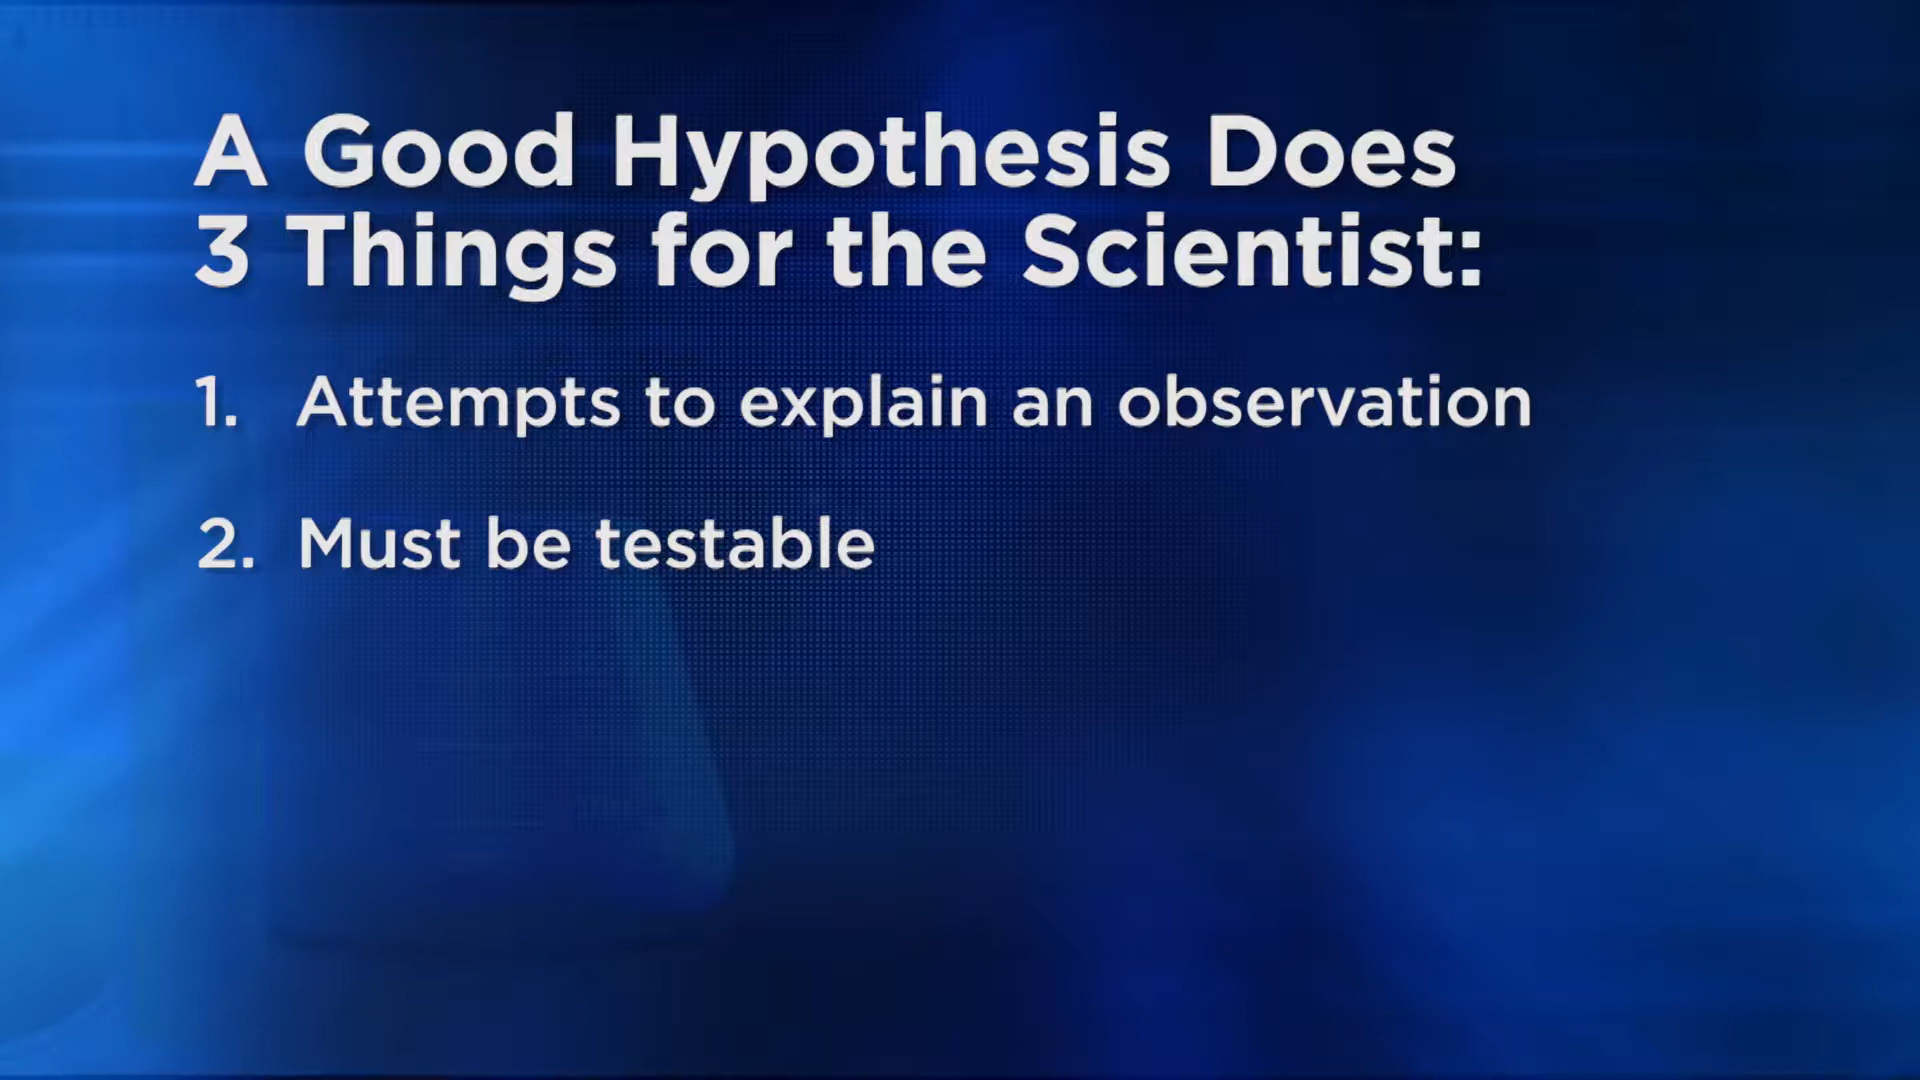 A Good Hypothesis Does
3 Things for the Scientist:
1. Attempts to explain an observation
2. Must be testable